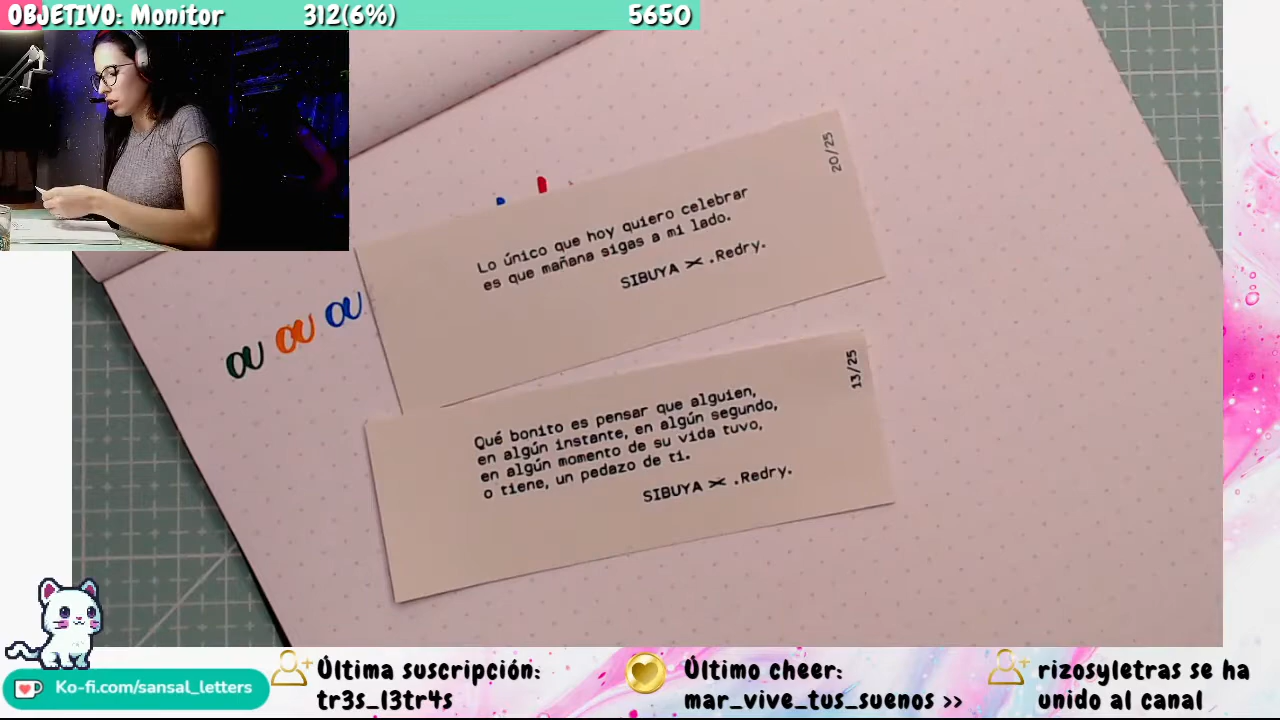 OBJETIVO: Monitor 312(6%) 5650
20/25
Lo único que hoy quiero celebrar
es que mañana sigas a mi lado.
SIBUYA × .Redry.
OU OU OU
13/25
Qué bonito es pensar que alguien,
en algún instante, en algún segundo,
en algún momento de su vida tuvo,
o tiene, un pedazo de ti.
SIBUYA × .Redry.
Ko-fi.com/sansal_letters
Última suscripción:
tr3s_l3tr4s
Último cheer:
mar_vive_tus_suenos >>
rizosyletras se ha
unido al canal